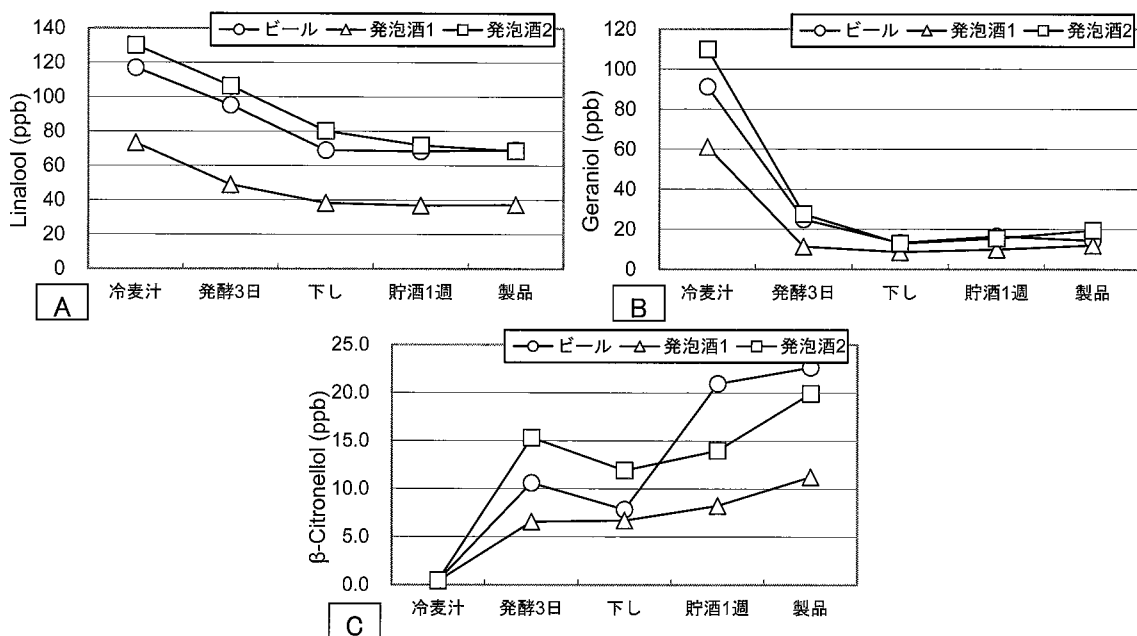 ビール 発泡酒1 発泡酒2
Linalool (ppb)
140
120
100
80
60
40
20
0
冷麦汁 発酵3日 下し 貯酒1週 製品
A
ビール 発泡酒1 発泡酒2
Geraniol (ppb)
120
100
80
60
40
20
0
冷麦汁 発酵3日 下し 貯酒1週 製品
B
ビール 発泡酒1 発泡酒2
β-Citronellol (ppb)
25.0
20.0
15.0
10.0
5.0
0.0
冷麦汁 発酵3日 下し 貯酒1週 製品
C